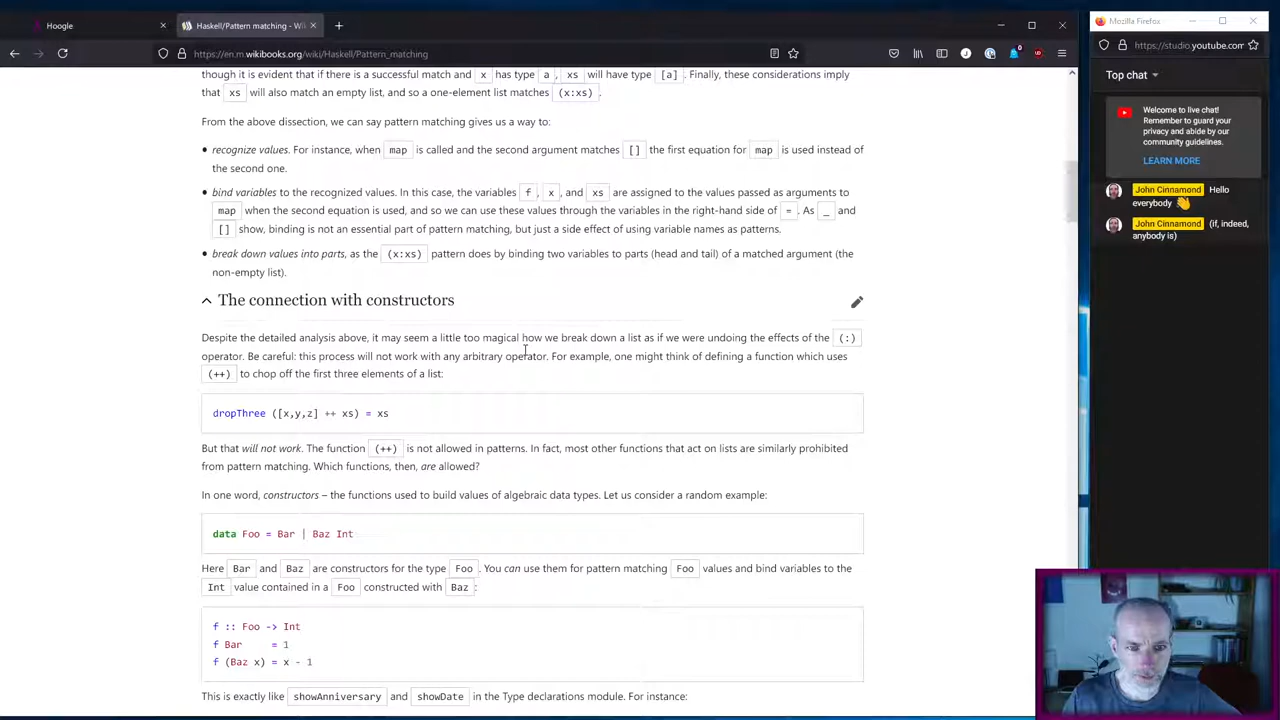 Hoogle
Haskell/Pattern matching - Wi
Mozilla Firefox
https://en.m.wikibooks.org/wiki/Haskell/Pattern_matching
https://studio.youtube.com
though it is evident that if there is a successful match and x has type a , xs will have type [a] . Finally, these considerations imply
that xs will also match an empty list, and so a one-element list matches (x:xs) .
From the above dissection, we can say pattern matching gives us a way to:
• recognize values. For instance, when map is called and the second argument matches [] the first equation for map is used instead of
the second one.
• bind variables to the recognized values. In this case, the variables f , x , and xs are assigned to the values passed as arguments to
map when the second equation is used, and so we can use these values through the variables in the right-hand side of = . As _ and
[] show, binding is not an essential part of pattern matching, but just a side effect of using variable names as patterns.
• break down values into parts, as the (x:xs) pattern does by binding two variables to parts (head and tail) of a matched argument (the
non-empty list).
The connection with constructors
Despite the detailed analysis above, it may seem a little too magical how we break down a list as if we were undoing the effects of the (:)
operator. Be careful: this process will not work with any arbitrary operator. For example, one might think of defining a function which uses
(++) to chop off the first three elements of a list:
dropThree ([x,y,z] ++ xs) = xs
But that will not work. The function (++) is not allowed in patterns. In fact, most other functions that act on lists are similarly prohibited
from pattern matching. Which functions, then, are allowed?
In one word, constructors – the functions used to build values of algebraic data types. Let us consider a random example:
data Foo = Bar | Baz Int
Here Bar and Baz are constructors for the type Foo . You can use them for pattern matching Foo values and bind variables to the
Int value contained in a Foo constructed with Baz :
f :: Foo -> Int
f Bar = 1
f (Baz x) = x - 1
This is exactly like showAnniversary and showDate in the Type declarations module. For instance:
Top chat
Welcome to live chat!
Remember to guard your
privacy and abide by our
community guidelines.
LEARN MORE
John Cinnamond Hello
everybody 👋
John Cinnamond (if, indeed,
anybody is)